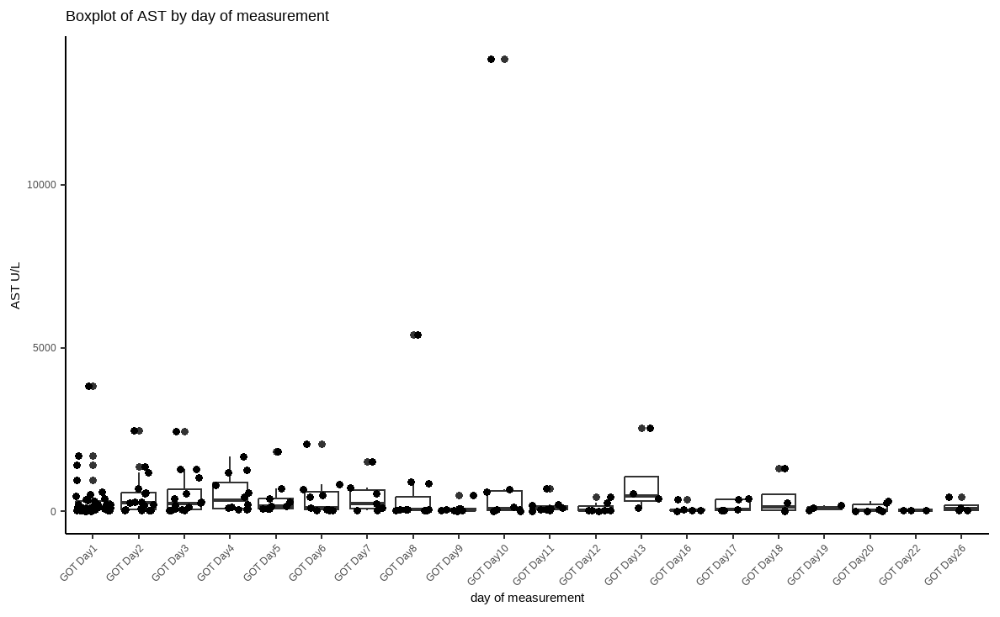 Boxplot of AST by day of measurement
AST U/L
10000
5000
0
GOT Day1
GOT Day2
GOT Day3
GOT Day4
GOT Day5
GOT Day6
GOT Day7
GOT Day8
GOT Day9
GOT Day10
GOT Day11
GOT Day12
GOT Day13
GOT Day16
GOT Day17
GOT Day18
GOT Day19
GOT Day20
GOT Day22
GOT Day26
day of measurement